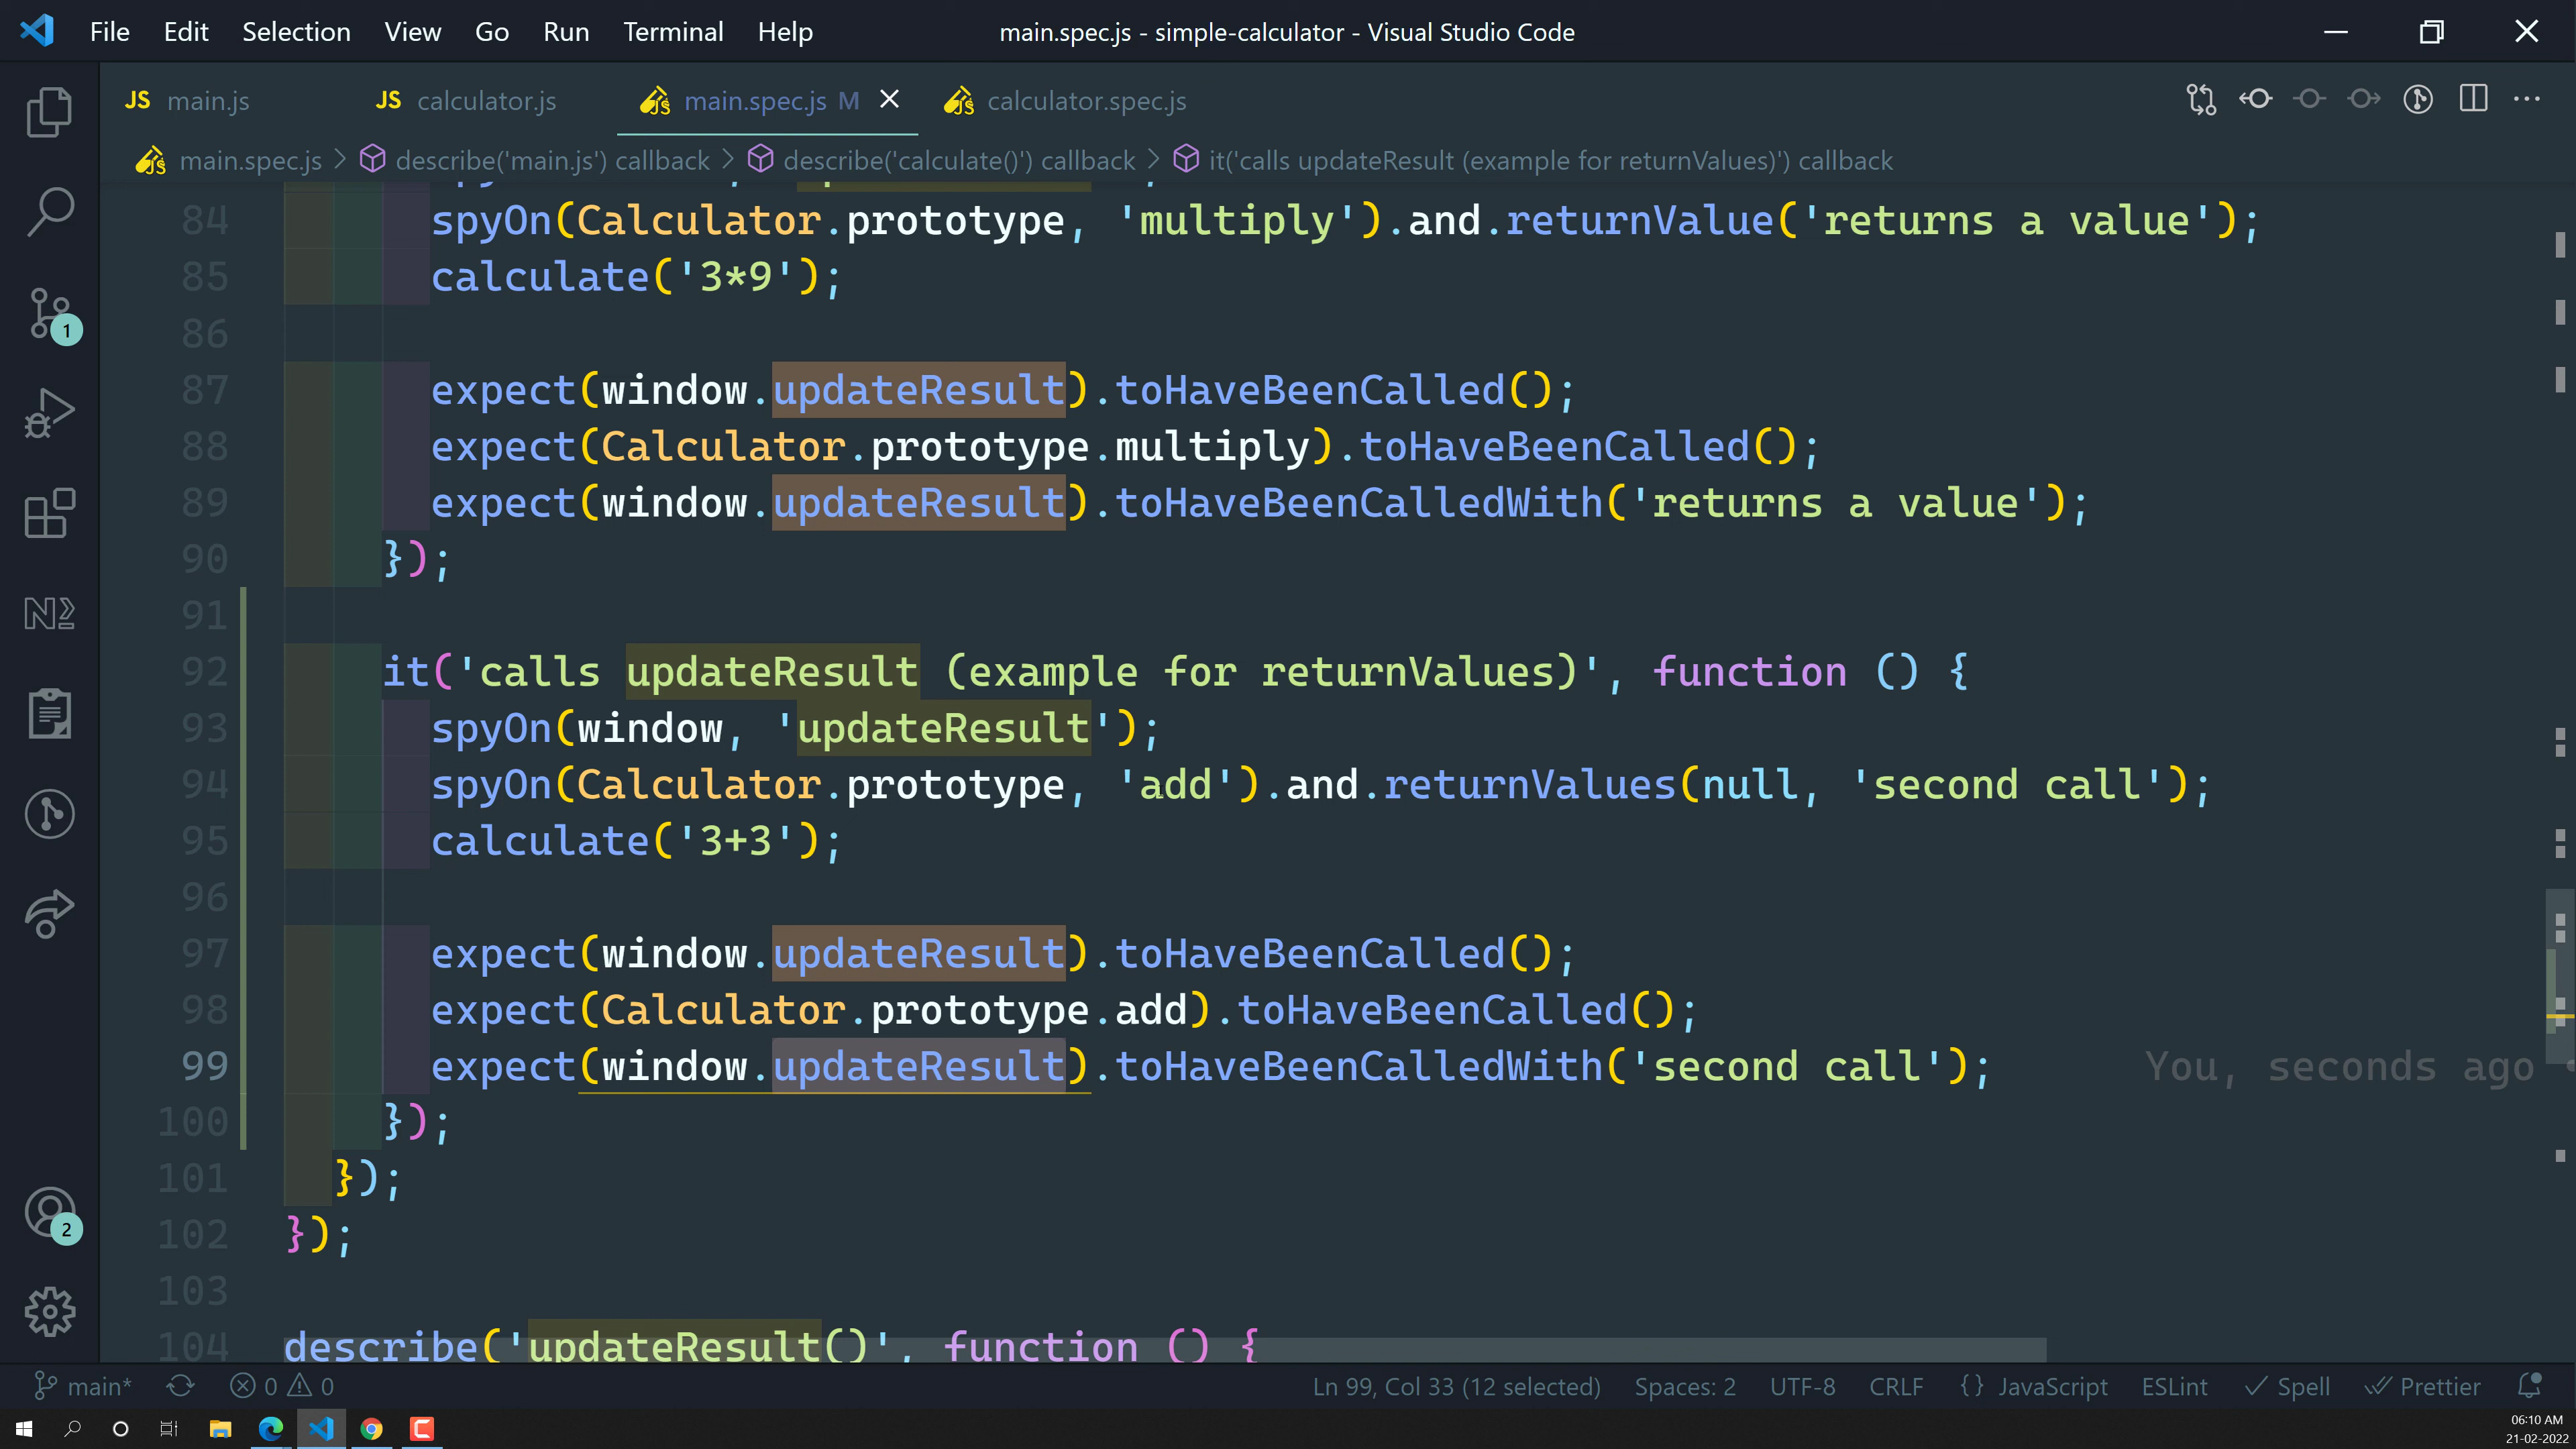 File Edit Selection View Go Run Terminal Help main.spec.js - simple-calculator - Visual Studio Code
JS main.js JS calculator.js JS main.spec.js M JS calculator.spec.js
JS main.spec.js > describe('main.js') callback > describe('calculate()') callback > it('calls updateResult (example for returnValues)') callback
84 spyOn(Calculator.prototype, 'multiply').and.returnValue('returns a value');
85 calculate('3*9');
86
87 expect(window.updateResult).toHaveBeenCalled();
88 expect(Calculator.prototype.multiply).toHaveBeenCalled();
89 expect(window.updateResult).toHaveBeenCalledWith('returns a value');
90 });
91
92 it('calls updateResult (example for returnValues)', function () {
93 spyOn(window, 'updateResult');
94 spyOn(Calculator.prototype, 'add').and.returnValues(null, 'second call');
95 calculate('3+3');
96
97 expect(window.updateResult).toHaveBeenCalled();
98 expect(Calculator.prototype.add).toHaveBeenCalled();
99 expect(window.updateResult).toHaveBeenCalledWith('second call'); You, seconds ago
100 });
101 });
102 });
103
104 describe('updateResult()', function () {
1
2
main* 0 0 Ln 99, Col 33 (12 selected) Spaces: 2 UTF-8 CRLF {} JavaScript ESLint Spell Prettier
06:10 AM
21-02-2022